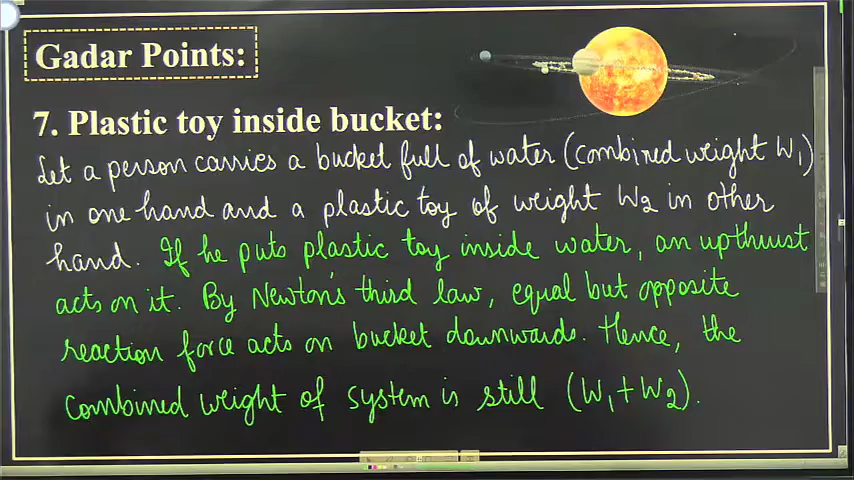 Gadar Points:
7. Plastic toy inside bucket:
Let a person carries a bucket full of water (combined weight W1)
in one hand and a plastic toy of weight W2 in other
hand. If he puts plastic toy inside water, an upthrust
acts on it. By Newton's third law, equal but opposite
reaction force acts on bucket downwards. Hence, the
combined weight of system is still (W1+W2).